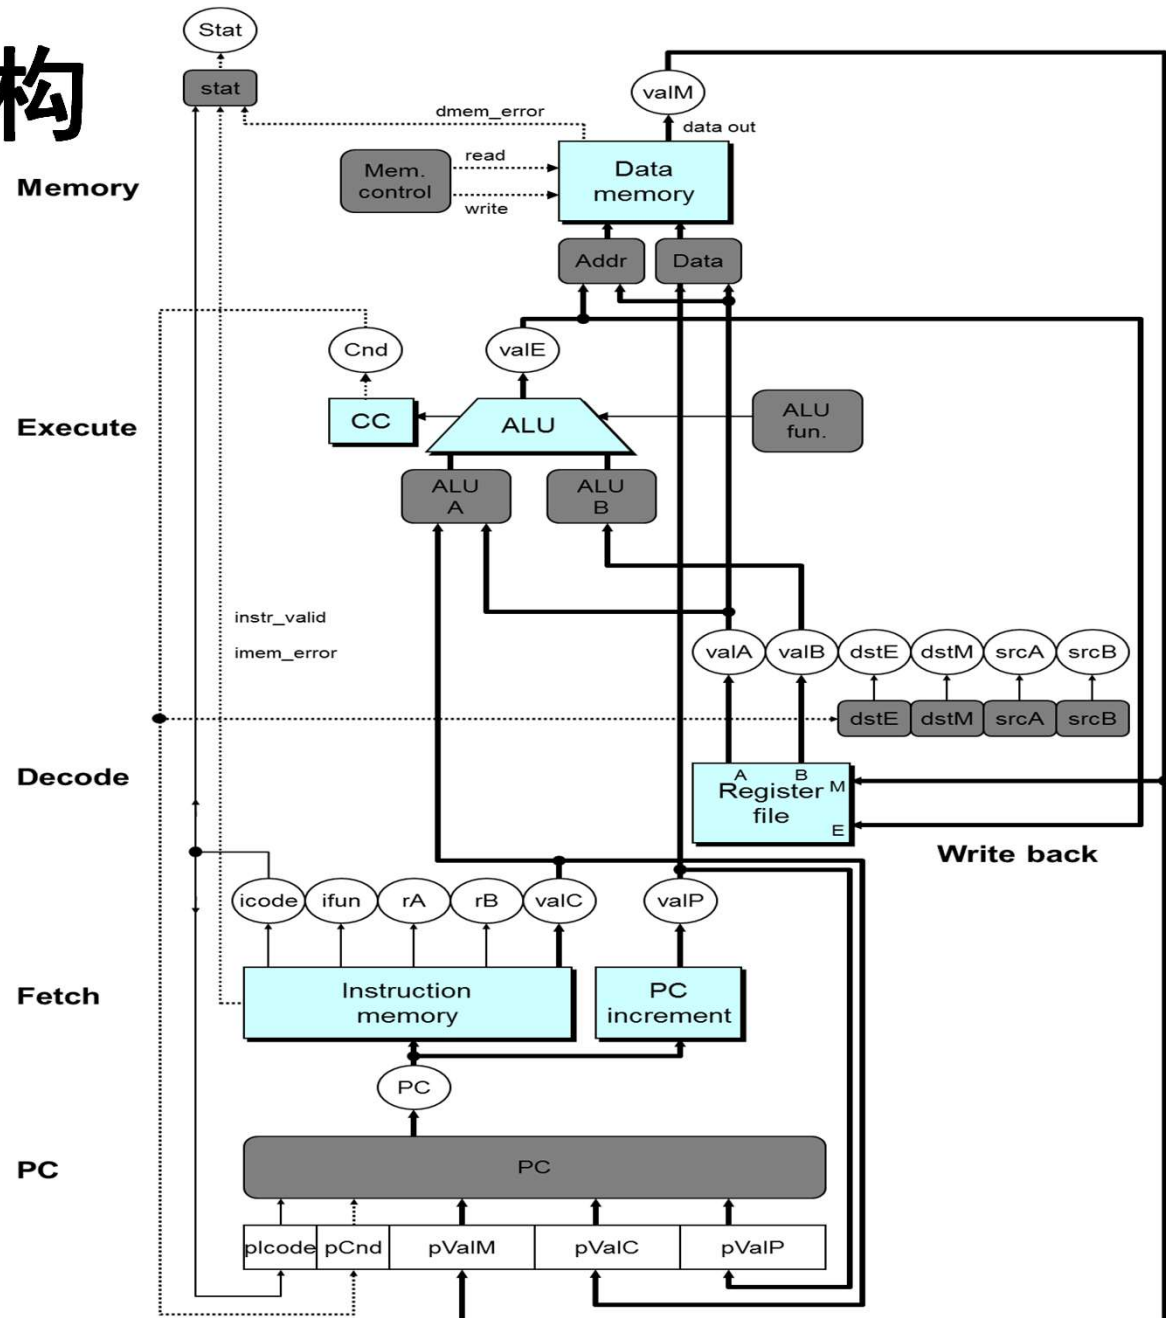 构
Stat
stat
valM
dmem_error
data out
Memory
Mem.
control
read
write
Data
memory
Addr
Data
Cnd
valE
Execute
CC
ALU
ALU
fun.
ALU
A
ALU
B
instr_valid
imem_error
valA
valB
dstE
dstM
srcA
srcB
dstE
dstM
srcA
srcB
Decode
A
B
Register
file
M
E
Write back
icode
ifun
rA
rB
valC
valP
Fetch
Instruction
memory
PC
increment
PC
PC
PC
pIcode
pCnd
pValM
pValC
pValP